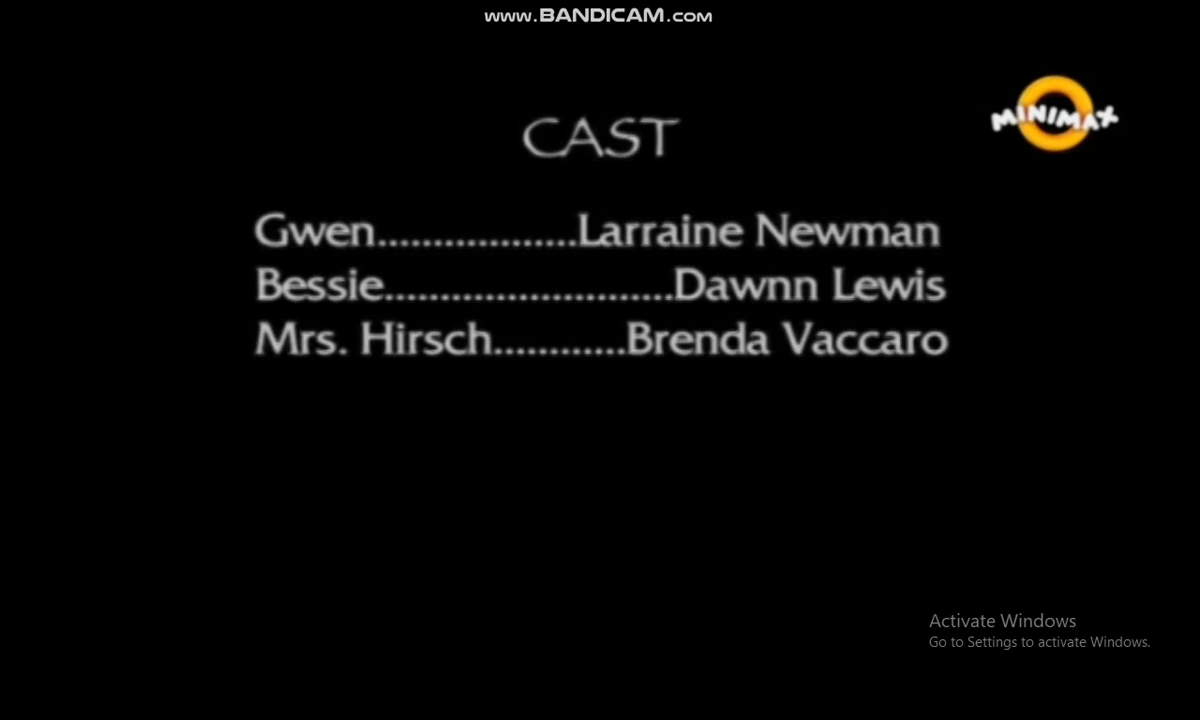 www.BANDICAM.com
MINIMAX
CAST
Gwen..................Larraine Newman
Bessie..........................Dawnn Lewis
Mrs. Hirsch............Brenda Vaccaro
Activate Windows
Go to Settings to activate Windows.